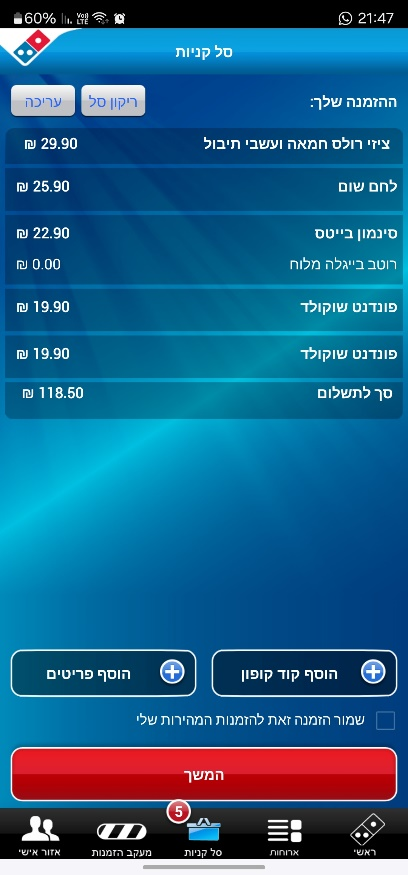 60%
Vo)) LTE
21:47
סל קניות
ההזמנה שלך:
ריקון סל
עריכה
ציזי רולס חמאה ועשבי תיבול ₪ 29.90
לחם שום ₪ 25.90
סינמון בייטס ₪ 22.90
רוטב בייגלה מלוח ₪ 0.00
פונדנט שוקולד ₪ 19.90
פונדנט שוקולד ₪ 19.90
סך לתשלום ₪ 118.50
הוסף קוד קופון
הוסף פריטים
שמור הזמנה זאת להזמנות המהירות שלי
המשך
5
ראשי
ארוחות
סל קניות
מעקב הזמנות
אזור אישי